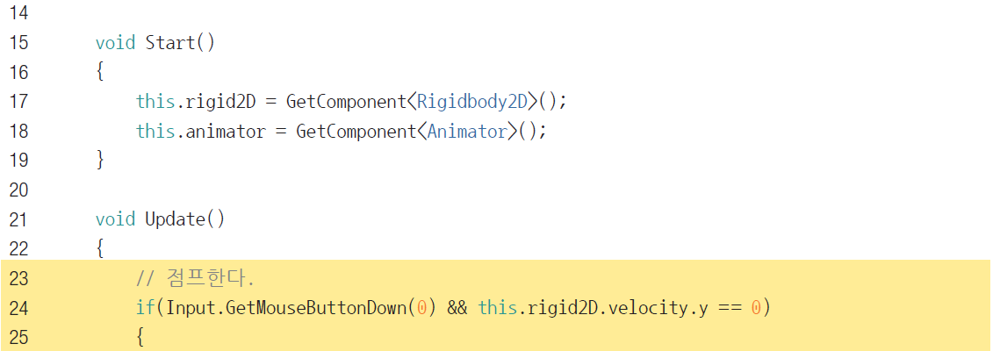 14
15 void Start()
16 {
17 this.rigid2D = GetComponent<Rigidbody2D>();
18 this.animator = GetComponent<Animator>();
19 }
20
21 void Update()
22 {
23 // 점프한다.
24 if(Input.GetMouseButtonDown(0) && this.rigid2D.velocity.y == 0)
25 {